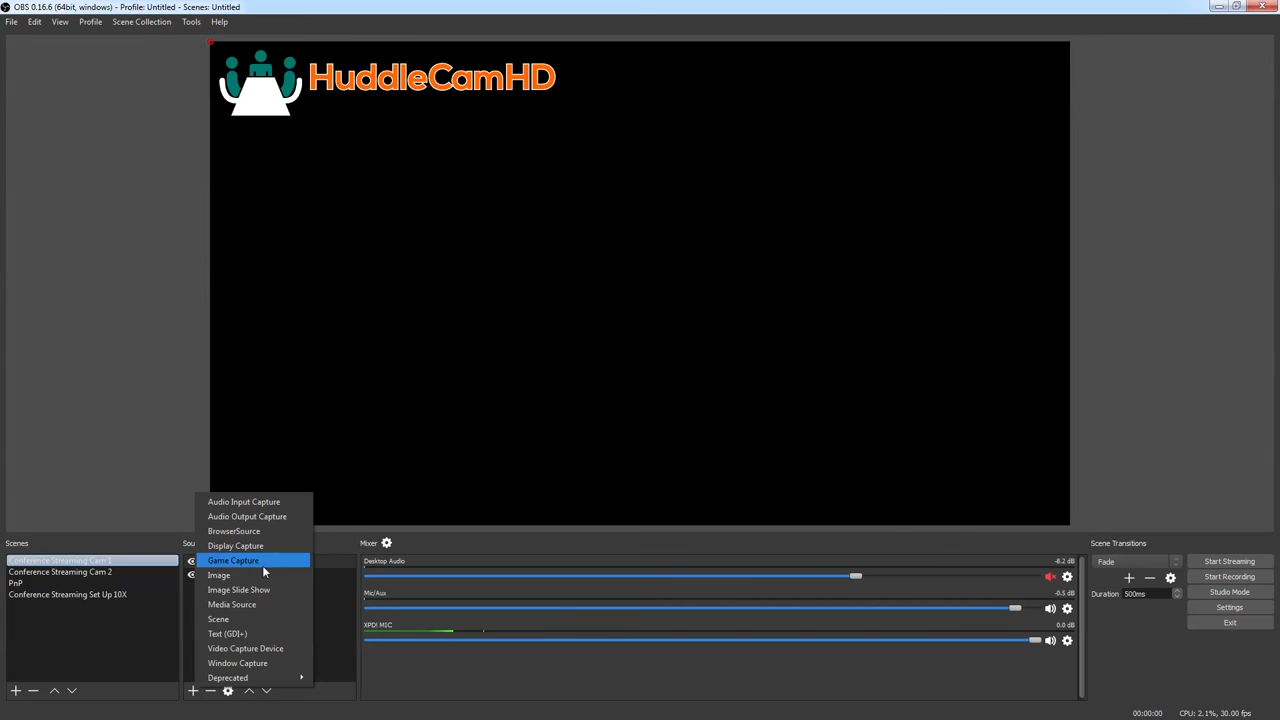 OBS 0.16.6 (64bit, windows) - Profile: Untitled - Scenes: Untitled
File Edit View Profile Scene Collection Tools Help
HuddleCamHD
Audio Input Capture
Audio Output Capture
BrowserSource
Display Capture
Game Capture
Image
Image Slide Show
Media Source
Scene
Text (GDI+)
Video Capture Device
Window Capture
Deprecated
Scenes
Conference Streaming Cam 1
Conference Streaming Cam 2
PnP
Conference Streaming Set Up 10X
Sou
Mixer
Desktop Audio -8.2 dB
Mic/Aux -0.5 dB
XPD! MIC 0.0 dB
Scene Transitions
Fade
Duration 500ms
Start Streaming
Start Recording
Studio Mode
Settings
Exit
00:00:00 CPU: 2.1%, 30.00 fps